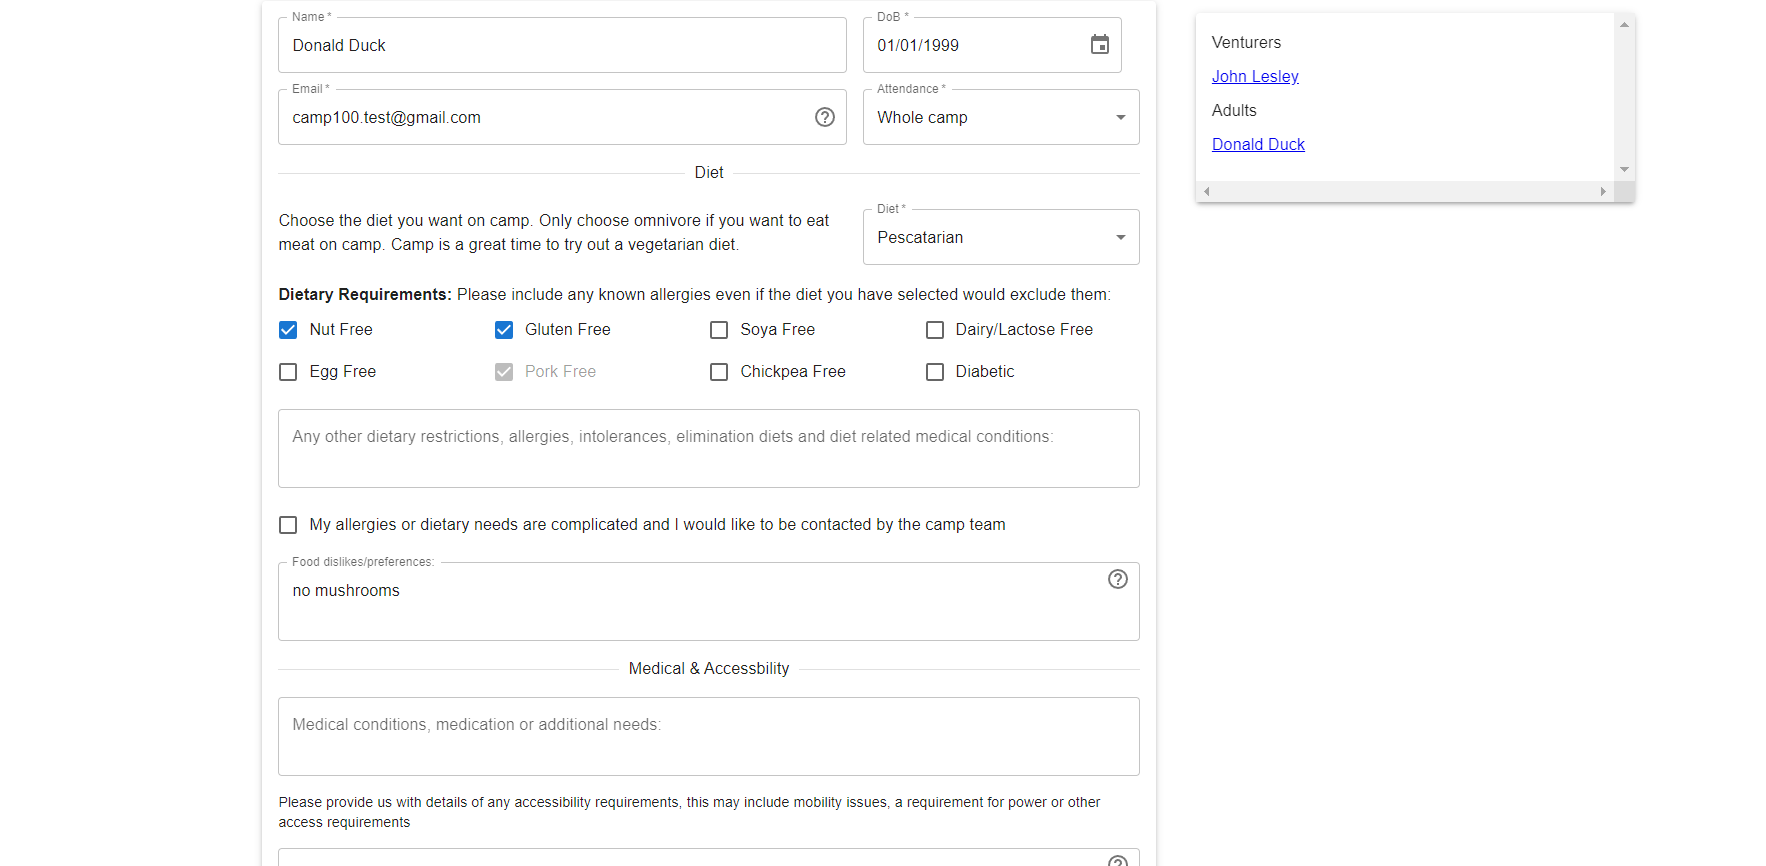 Name *
Donald Duck
DoB *
01/01/1999
Email *
camp100.test@gmail.com
Attendance *
Whole camp
Diet
Choose the diet you want on camp. Only choose omnivore if you want to eat
meat on camp. Camp is a great time to try out a vegetarian diet.
Diet *
Pescatarian
Dietary Requirements: Please include any known allergies even if the diet you have selected would exclude them:
Nut Free
Gluten Free
Soya Free
Dairy/Lactose Free
Egg Free
Pork Free
Chickpea Free
Diabetic
Any other dietary restrictions, allergies, intolerances, elimination diets and diet related medical conditions:
My allergies or dietary needs are complicated and I would like to be contacted by the camp team
Food dislikes/preferences:
no mushrooms
Medical & Accessbility
Medical conditions, medication or additional needs:
Please provide us with details of any accessibility requirements, this may include mobility issues, a requirement for power or other
access requirements
Venturers
John Lesley
Adults
Donald Duck